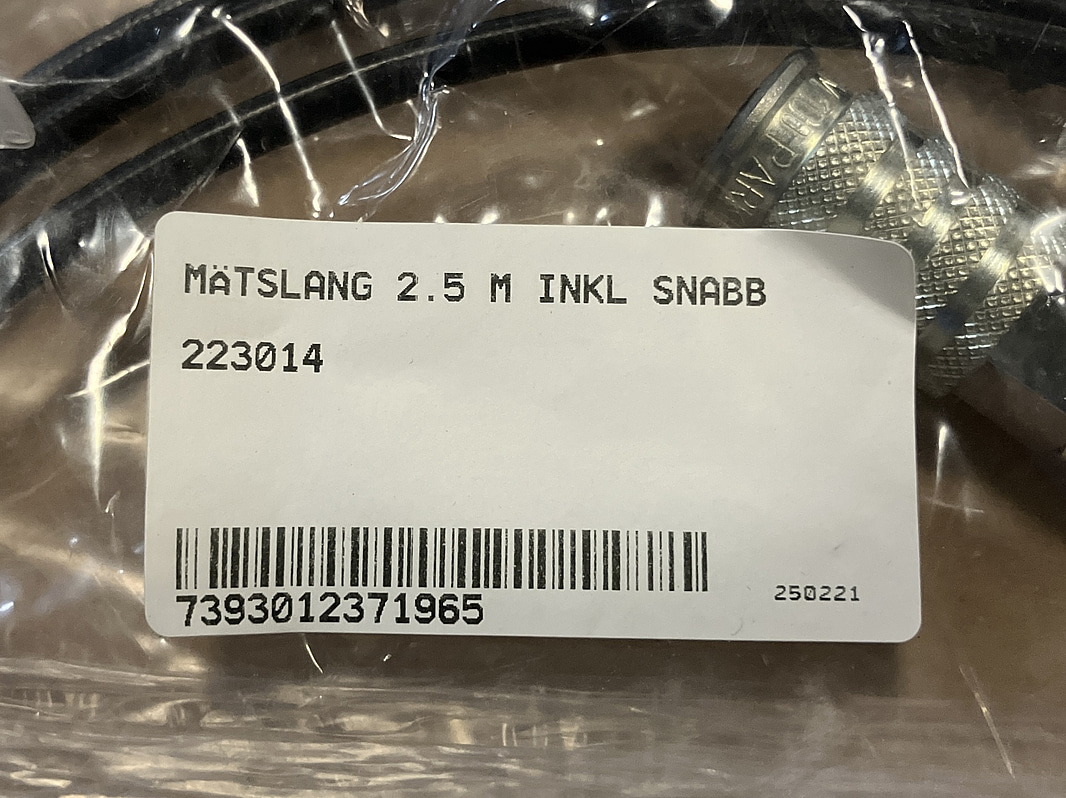 MÄTSLANG 2.5 M INKL SNABB
223014
7393012371965
250221